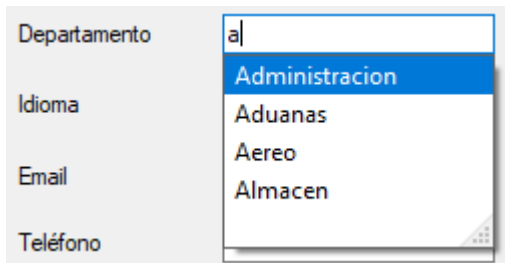 Departamento a
Administracion
Idioma
Aduanas
Aereo
Email
Almacen
Teléfono